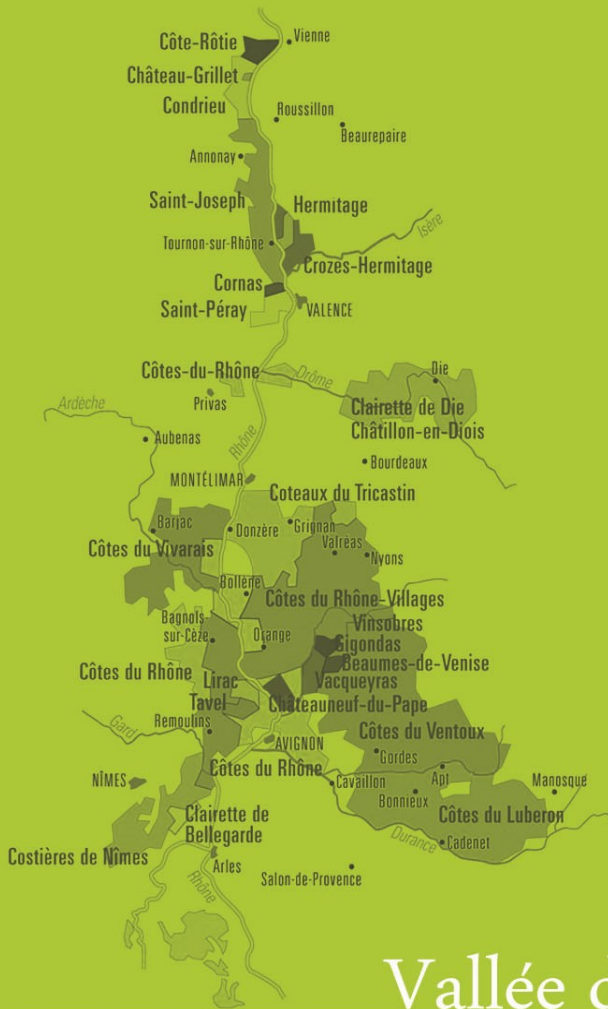 Côte-Rôtie
Vienne
Château-Grillet
Condrieu
Roussillon
Beaurepaire
Annonay
Saint-Joseph
Hermitage
Isère
Tournon-sur-Rhône
Crozes-Hermitage
Cornas
Saint-Péray
VALENCE
Côtes-du-Rhône
Drôme
Die
Privas
Ardèche
Clairette de Die
Châtillon-en-Diois
Rhône
Aubenas
Bourdeaux
MONTÉLIMAR
Coteaux du Tricastin
Barjac
Donzère
Grignan
Côtes du Vivarais
Valréas
Nyons
Bollène
Côtes du Rhône-Villages
Bagnols-
sur-Cèze
Vinsobres
Orange
Gigondas
Beaumes-de-Venise
Côtes du Rhône
Lirac
Vacqueyras
Tavel
Châteauneuf-du-Pape
Gard
Remoulins
Côtes du Ventoux
AVIGNON
Gordes
Côtes du Rhône
NÎMES
Cavaillon
Apt
Manosque
Bonnieux
Clairette de
Bellegarde
Côtes du Luberon
Durance
Cadenet
Costières de Nîmes
Arles
Salon-de-Provence
Rhône
Vallée d